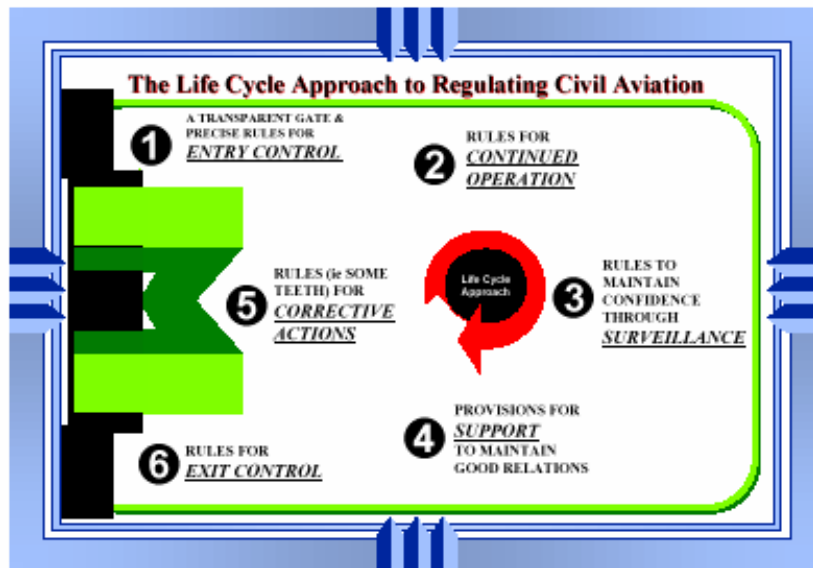 The Life Cycle Approach to Regulating Civil Aviation
1
A TRANSPARENT GATE &
PRECISE RULES FOR
ENTRY CONTROL
2
RULES FOR
CONTINUED
OPERATION
Life Cycle
Approach
3
RULES TO
MAINTAIN
CONFIDENCE
THROUGH
SURVEILLANCE
4
PROVISIONS FOR
SUPPORT
TO MAINTAIN
GOOD RELATIONS
5
RULES (ie SOME
TEETH) FOR
CORRECTIVE
ACTIONS
6
RULES FOR
EXIT CONTROL